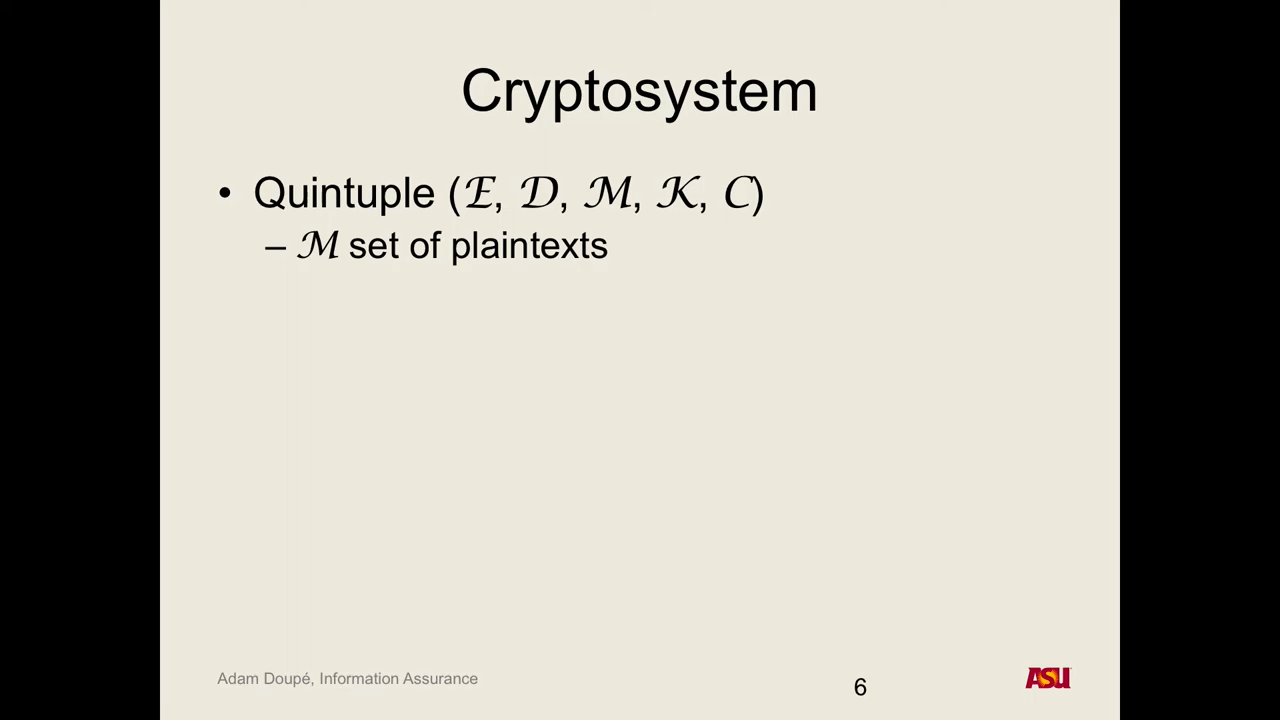 Cryptosystem
• Quintuple (ℰ, 𝒟, ℳ, 𝒦, 𝒞)
– ℳ set of plaintexts
Adam Doupé, Information Assurance
6
ASU